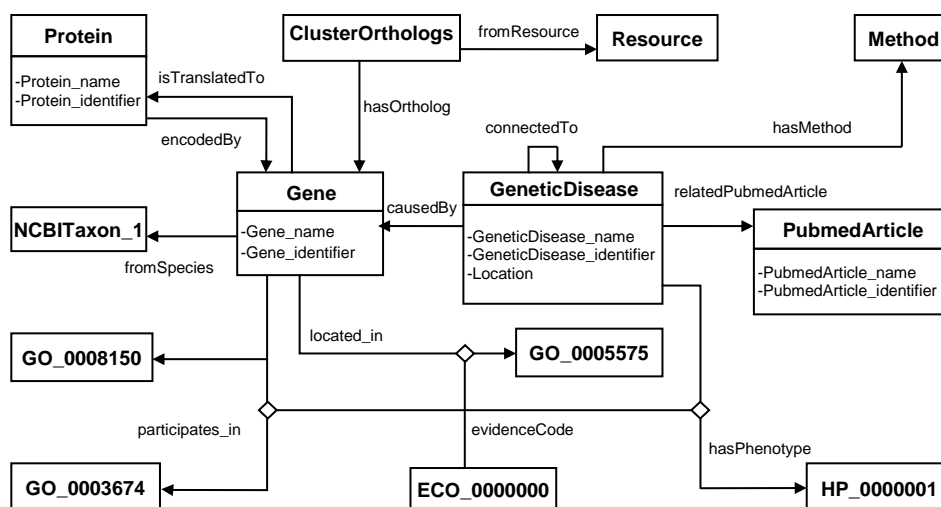 Protein
-Protein_name
-Protein_identifier
ClusterOrthologs
fromResource
Resource
Method
isTranslatedTo
encodedBy
hasOrtholog
connectedTo
hasMethod
Gene
-Gene_name
-Gene_identifier
causedBy
GeneticDisease
-GeneticDisease_name
-GeneticDisease_identifier
-Location
relatedPubmedArticle
PubmedArticle
-PubmedArticle_name
-PubmedArticle_identifier
NCBITaxon_1
fromSpecies
located_in
GO_0008150
GO_0005575
participates_in
evidenceCode
hasPhenotype
GO_0003674
ECO_0000000
HP_0000001